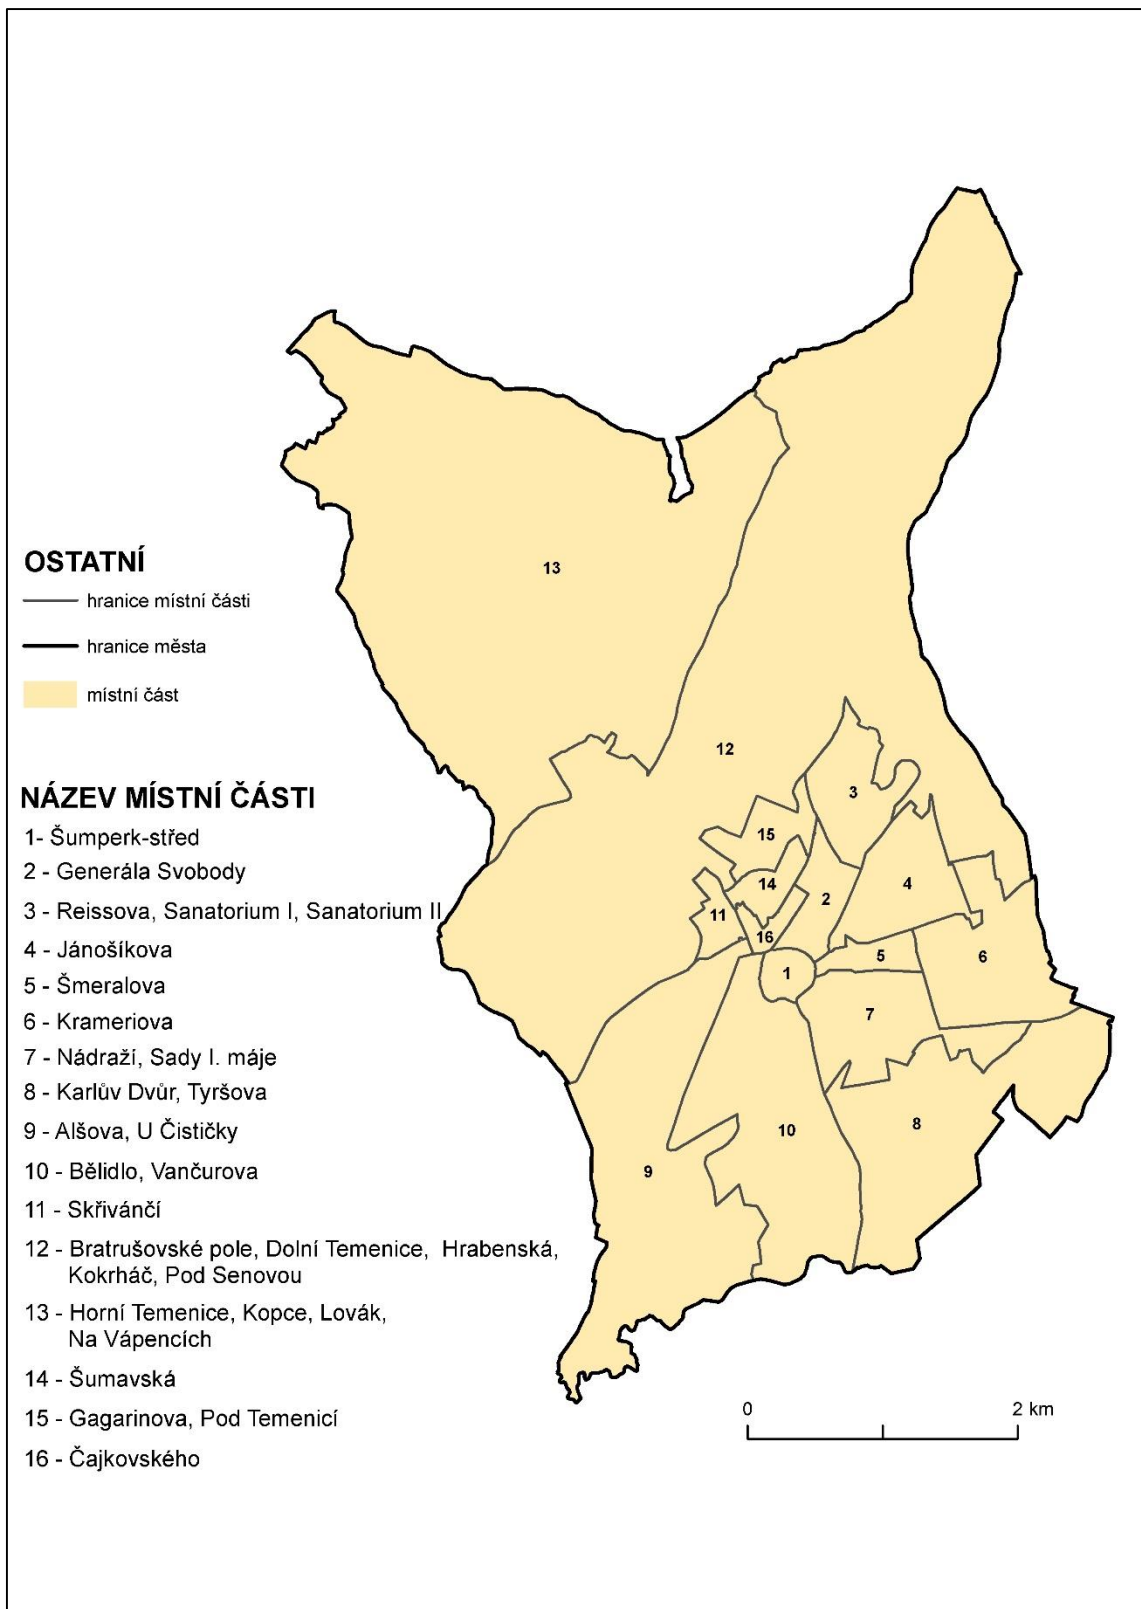 OSTATNÍ
hranice místní části
hranice města
místní část
NÁZEV MÍSTNÍ ČÁSTI
1- Šumperk-střed
2 - Generála Svobody
3 - Reissova, Sanatorium I, Sanatorium II
4 - Jánošíkova
5 - Šmeralova
6 - Krameriova
7 - Nádraží, Sady I. máje
8 - Karlův Dvůr, Tyršova
9 - Alšova, U Čističky
10 - Bělidlo, Vančurova
11 - Skřivánčí
12 - Bratrušovské pole, Dolní Temenice, Hrabenská,
Kokrháč, Pod Senovou
13 - Horní Temenice, Kopce, Lovák,
Na Vápencích
14 - Šumavská
15 - Gagarinova, Pod Temenicí
16 - Čajkovského
13
12
3
15
14
4
2
11
16
5
6
1
7
8
10
9
0 2 km